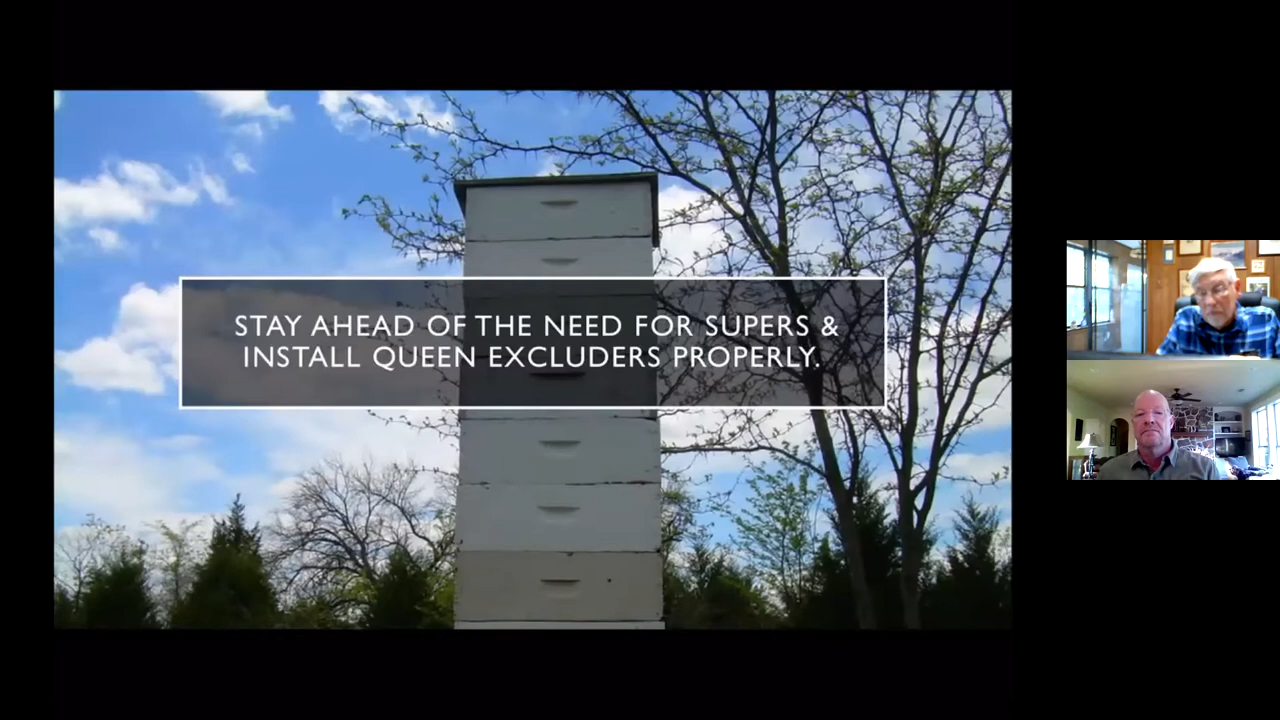 STAY AHEAD OF THE NEED FOR SUPERS &
INSTALL QUEEN EXCLUDERS PROPERLY.